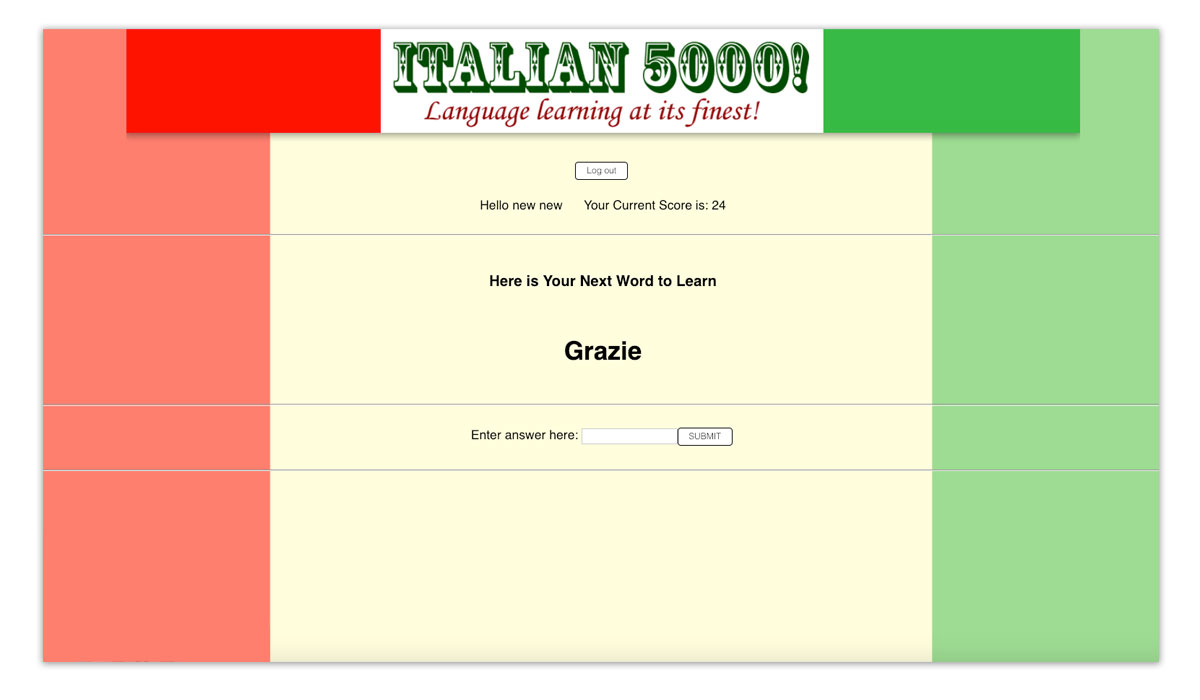 ITALIAN 5000!
Language learning at its finest!
Log out
Hello new new Your Current Score is: 24
Here is Your Next Word to Learn
Grazie
Enter answer here: SUBMIT